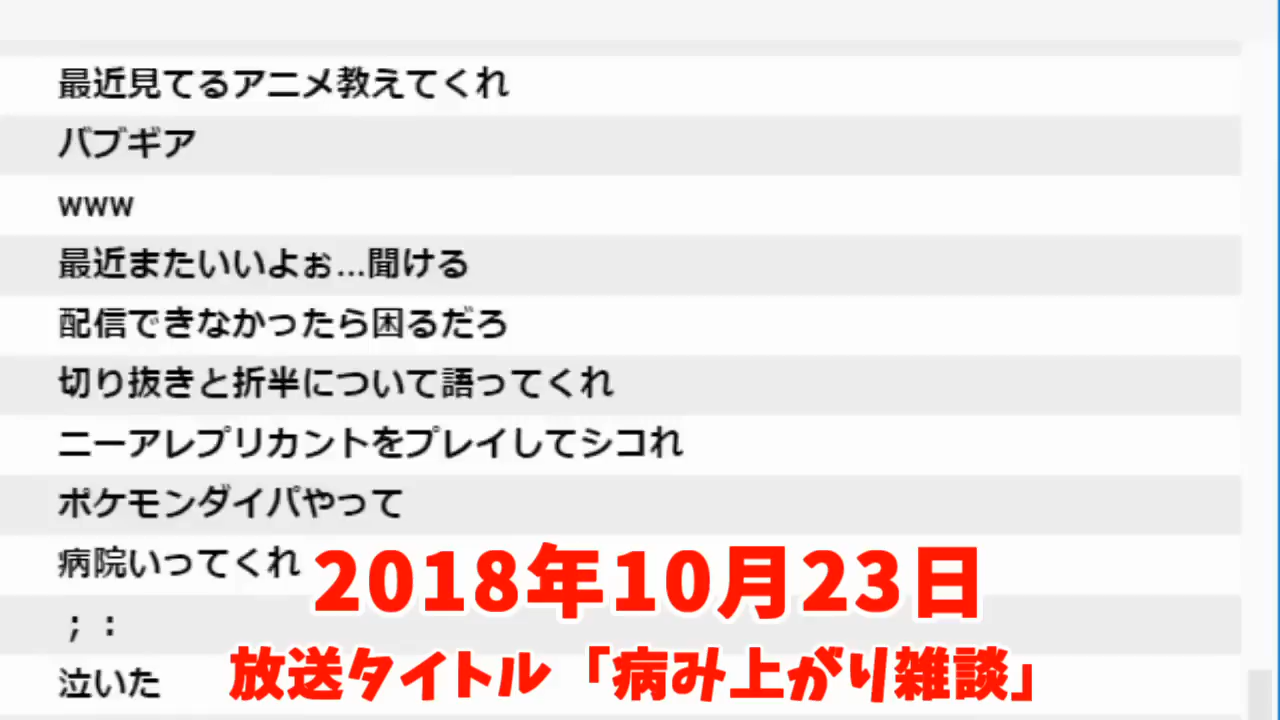 最近見てるアニメ教えてくれ
バブギア
www
最近またいいよぉ...聞ける
配信できなかったら困るだろ
切り抜きと折半について語ってくれ
ニーアレプリカントをプレイしてシコれ
ポケモンダイパやって
病院いってくれ
2018年10月23日
；：
泣いた
放送タイトル「病み上がり雑談」